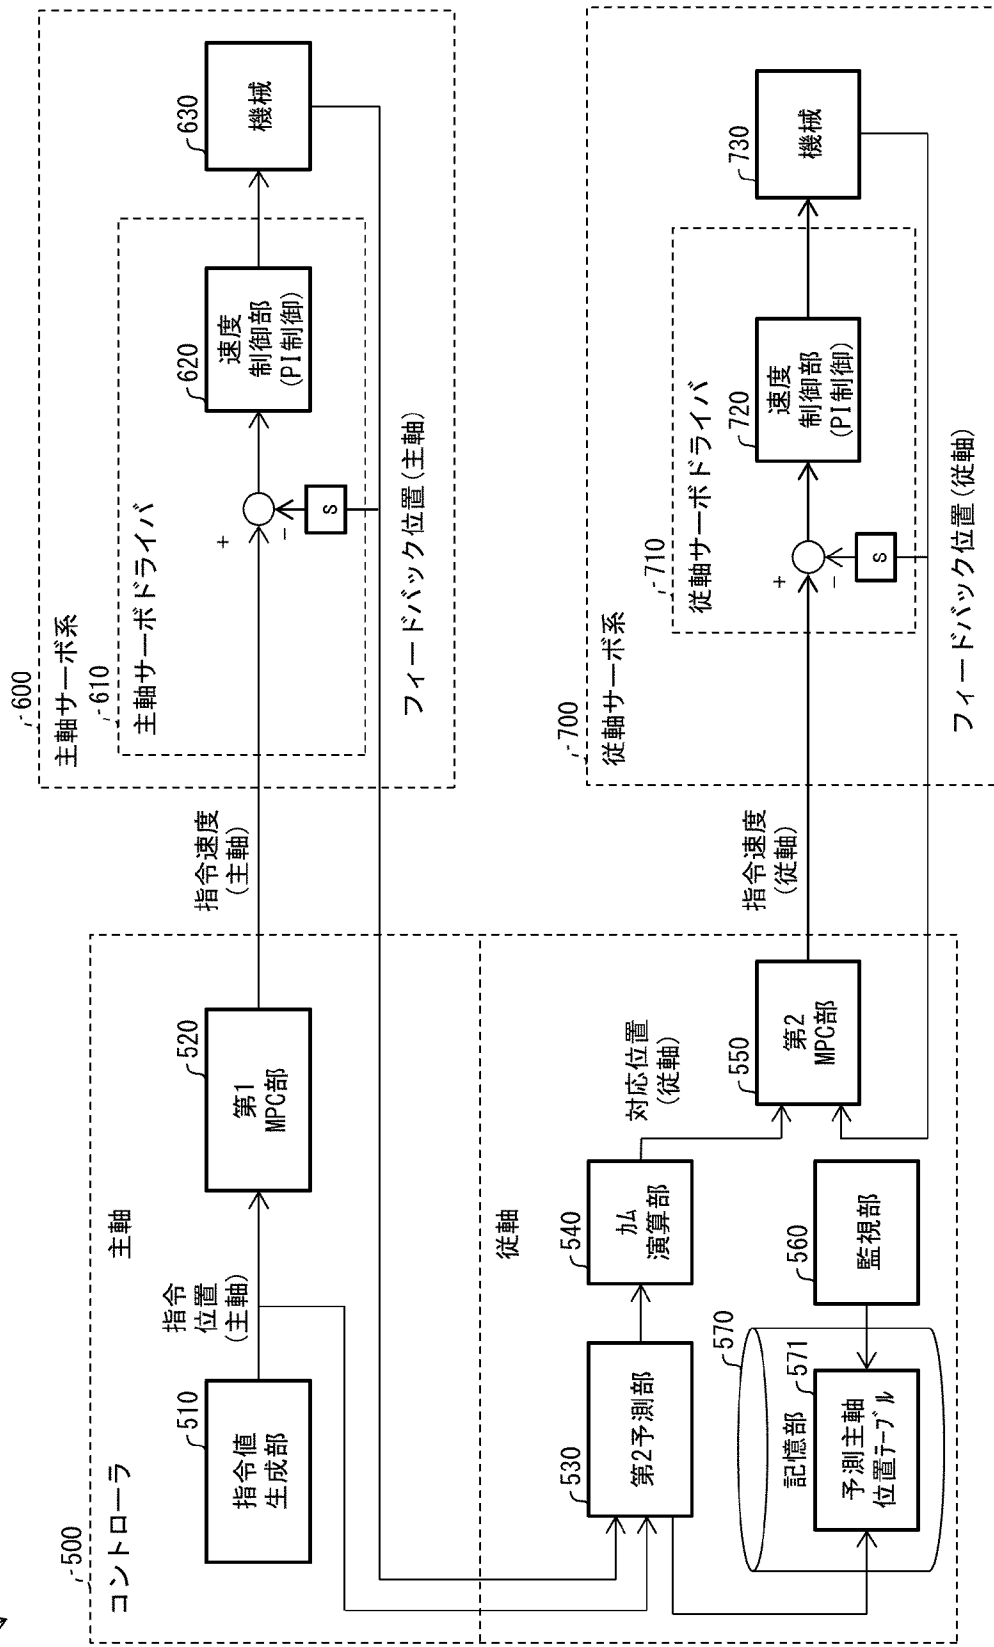 500
コントローラ
主軸
510
指令値
生成部
指令
位置
(主軸)
520
第1
MPC部
指令速度
(主軸)
600
主軸サーボ系
610
主軸サーボドライバ
+
-
s
620
速度
制御部
(PI制御)
630
機械
フィードバック位置(主軸)
従軸
530
第2予測部
540
カム
演算部
対応位置
(従軸)
550
第2
MPC部
560
監視部
570
記憶部
571
予測主軸
位置テーブル
指令速度
(従軸)
700
従軸サーボ系
710
従軸サーボドライバ
+
-
s
720
速度
制御部
(PI制御)
730
機械
フィードバック位置(従軸)